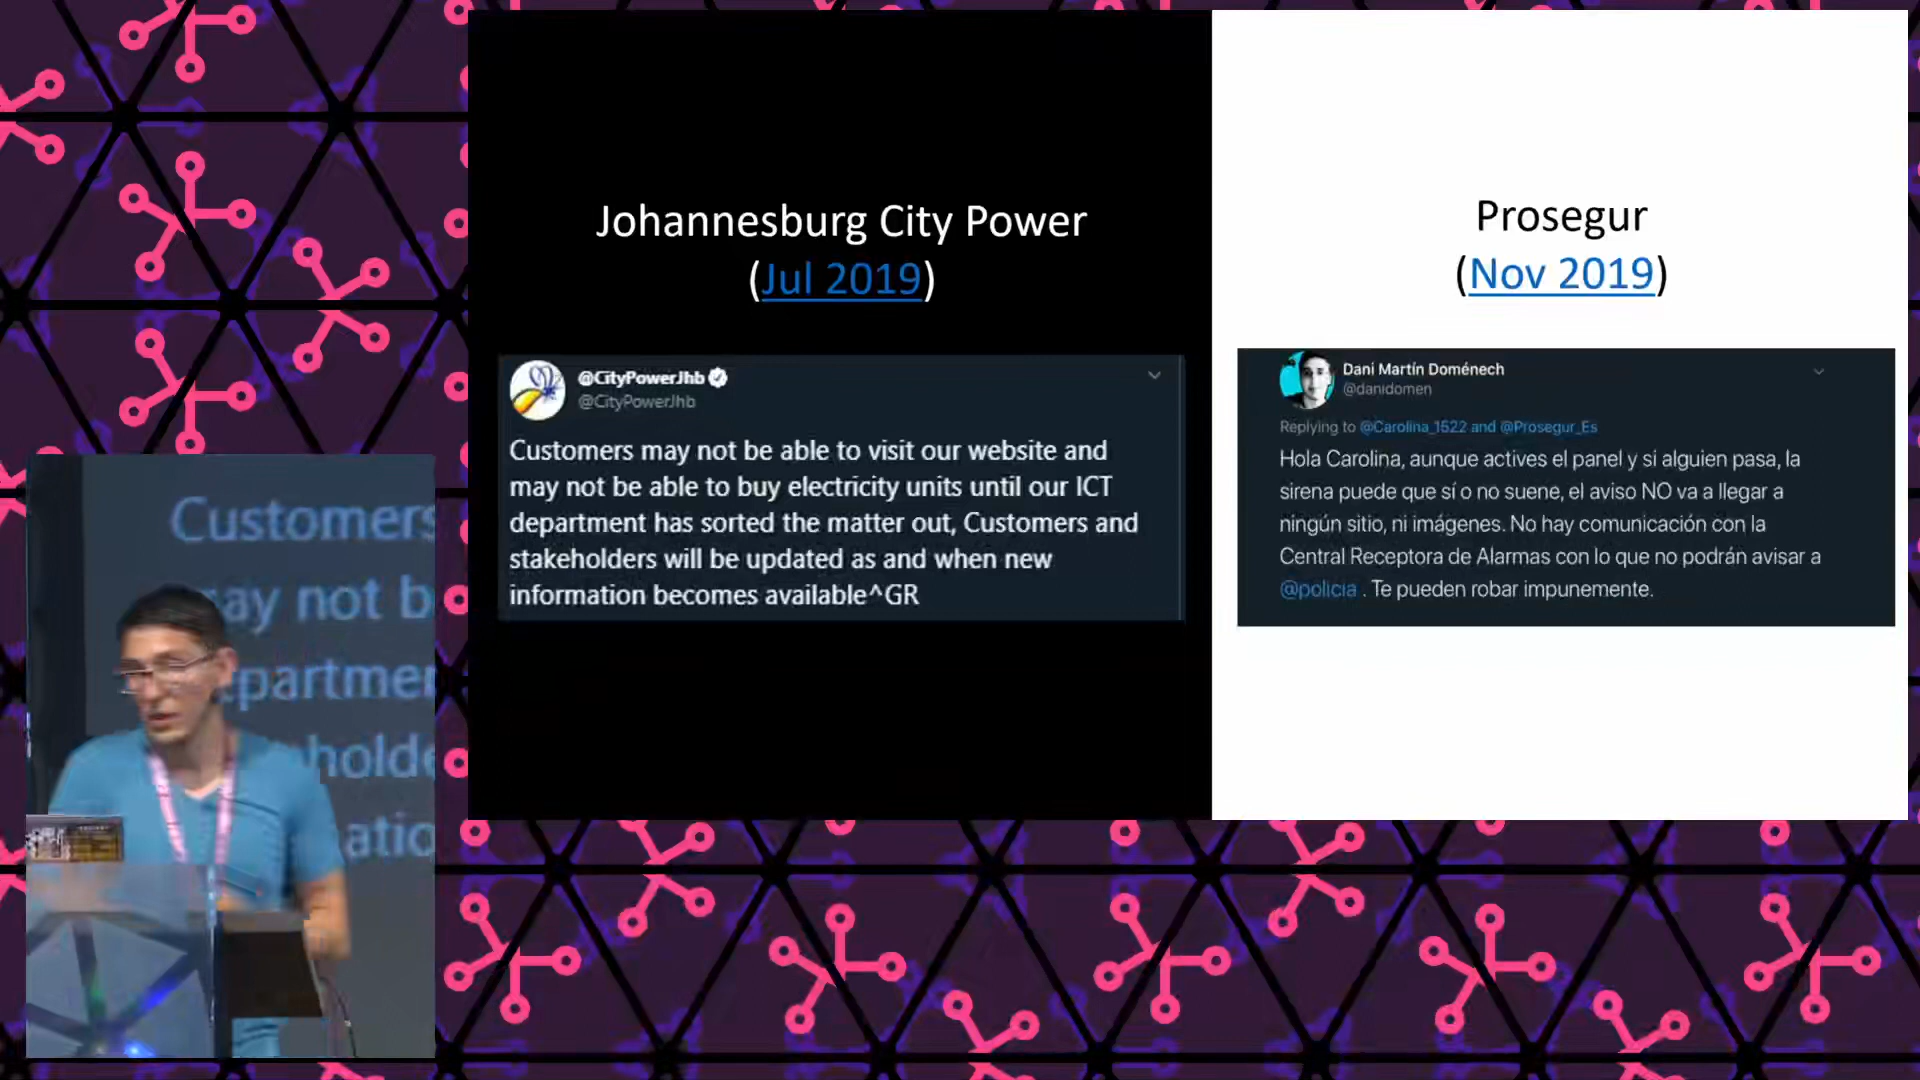 Johannesburg City Power
(Jul 2019)
@CityPowerJhb
@CityPowerJhb
Customers may not be able to visit our website and
may not be able to buy electricity units until our ICT
department has sorted the matter out, Customers and
stakeholders will be updated as and when new
information becomes available^GR
Prosegur
(Nov 2019)
Dani Martín Doménech
@danidomen
Replying to @Carolina_1522 and @Prosegur_Es
Hola Carolina, aunque actives el panel y si alguien pasa, la
sirena puede que sí o no suene, el aviso NO va a llegar a
ningún sitio, ni imágenes. No hay comunicación con la
Central Receptora de Alarmas con lo que no podrán avisar a
@policia . Te pueden robar impunemente.
Customers
may not b
epartmen
holde
atio